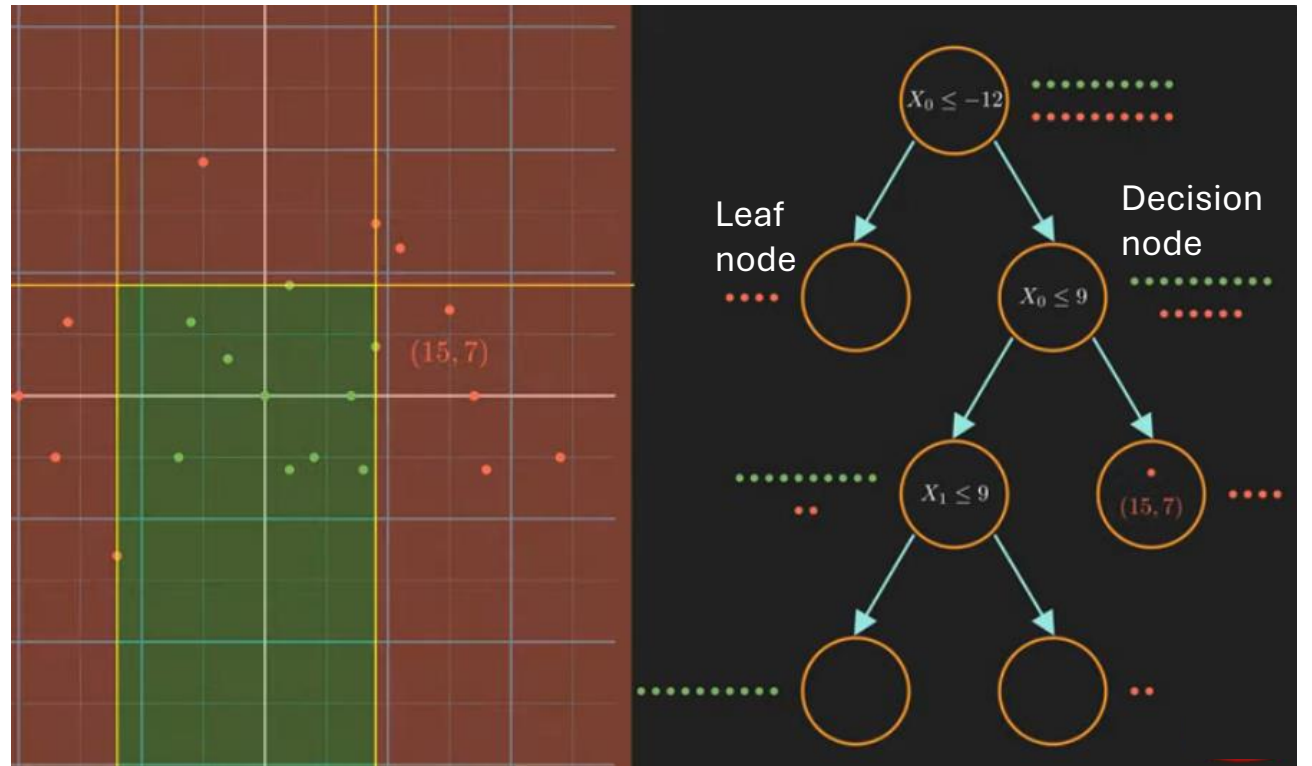 X₀ ≤ −12
Leaf
node
Decision
node
X₀ ≤ 9
(15, 7)
X₁ ≤ 9
(15, 7)